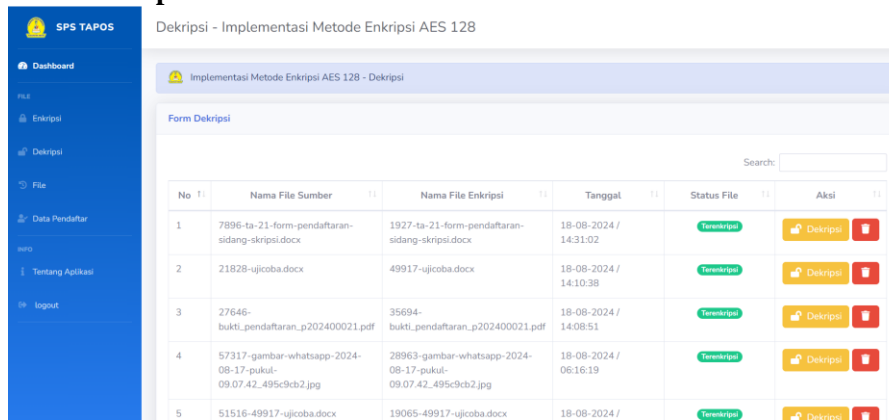 SPS TAPOS
Dekripsi - Implementasi Metode Enkripsi AES 128
Dashboard
Implementasi Metode Enkripsi AES 128 - Dekripsi
FILE
Enkripsi
Form Dekripsi
Dekripsi
Search:
File
No Nama File Sumber Nama File Enkripsi Tanggal Status File Aksi
Data Pendaftar
1 7896-ta-21-form-pendaftaran- 1927-ta-21-form-pendaftaran- 18-08-2024 / Terenkripsi Dekripsi
sidang-skripsi.docx sidang-skripsi.docx 14:31:02
INFO
Tentang Aplikasi
2 21828-ujicoba.docx 49917-ujicoba.docx 18-08-2024 / Terenkripsi Dekripsi
14:10:38
logout
3 27646- 35694- 18-08-2024 / Terenkripsi Dekripsi
bukti_pendaftaran_p202400021.pdf bukti_pendaftaran_p202400021.pdf 14:08:51
4 57317-gambar-whatsapp-2024- 28963-gambar-whatsapp-2024- 18-08-2024 / Terenkripsi Dekripsi
08-17-pukul- 08-17-pukul- 06:16:19
09.07.42_495c9cb2.jpg 09.07.42_495c9cb2.jpg
5 51516-49917-ujicoba.docx 19065-49917-ujicoba.docx 18-08-2024 / Terenkripsi Dekripsi